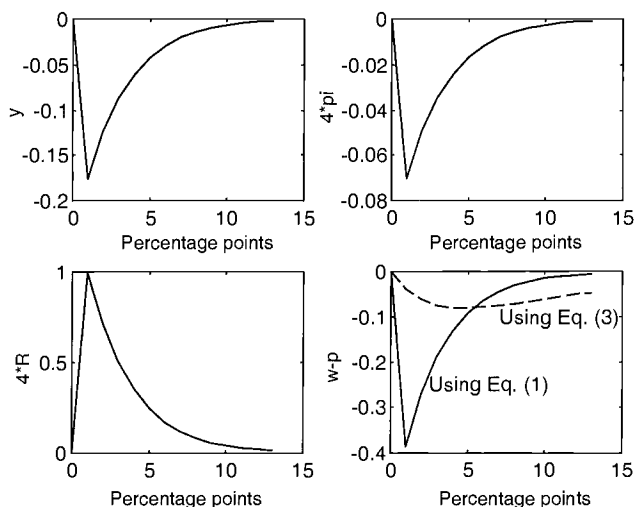 0
-0.05
-0.1
-0.15
-0.2
y
0 5 10 15
Percentage points
0
-0.02
-0.04
-0.06
-0.08
4*pi
0 5 10 15
Percentage points
1
0.5
0
4*R
0 5 10 15
Percentage points
0
-0.1
-0.2
-0.3
-0.4
w-p
Using Eq. (3)
Using Eq. (1)
0 5 10 15
Percentage points